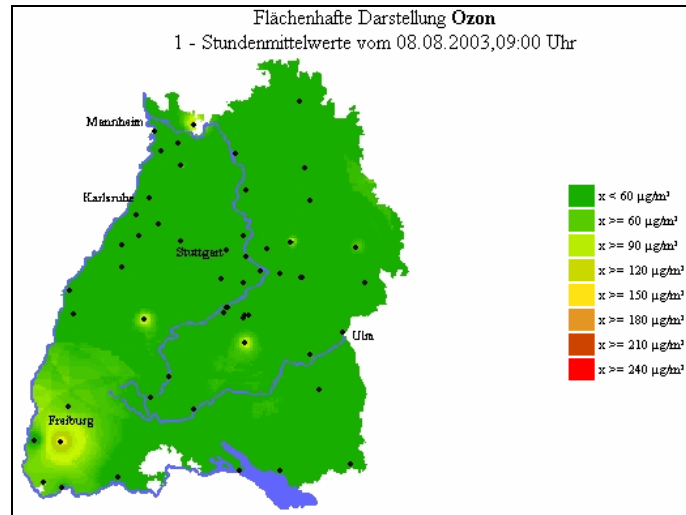 Flächenhafte Darstellung Ozon
1 - Stundenmittelwerte vom 08.08.2003,09:00 Uhr
Mannheim
Karlsruhe
Stuttgart
Ulm
Freiburg
x < 60 µg/m³
x >= 60 µg/m³
x >= 90 µg/m³
x >= 120 µg/m³
x >= 150 µg/m³
x >= 180 µg/m³
x >= 210 µg/m³
x >= 240 µg/m³